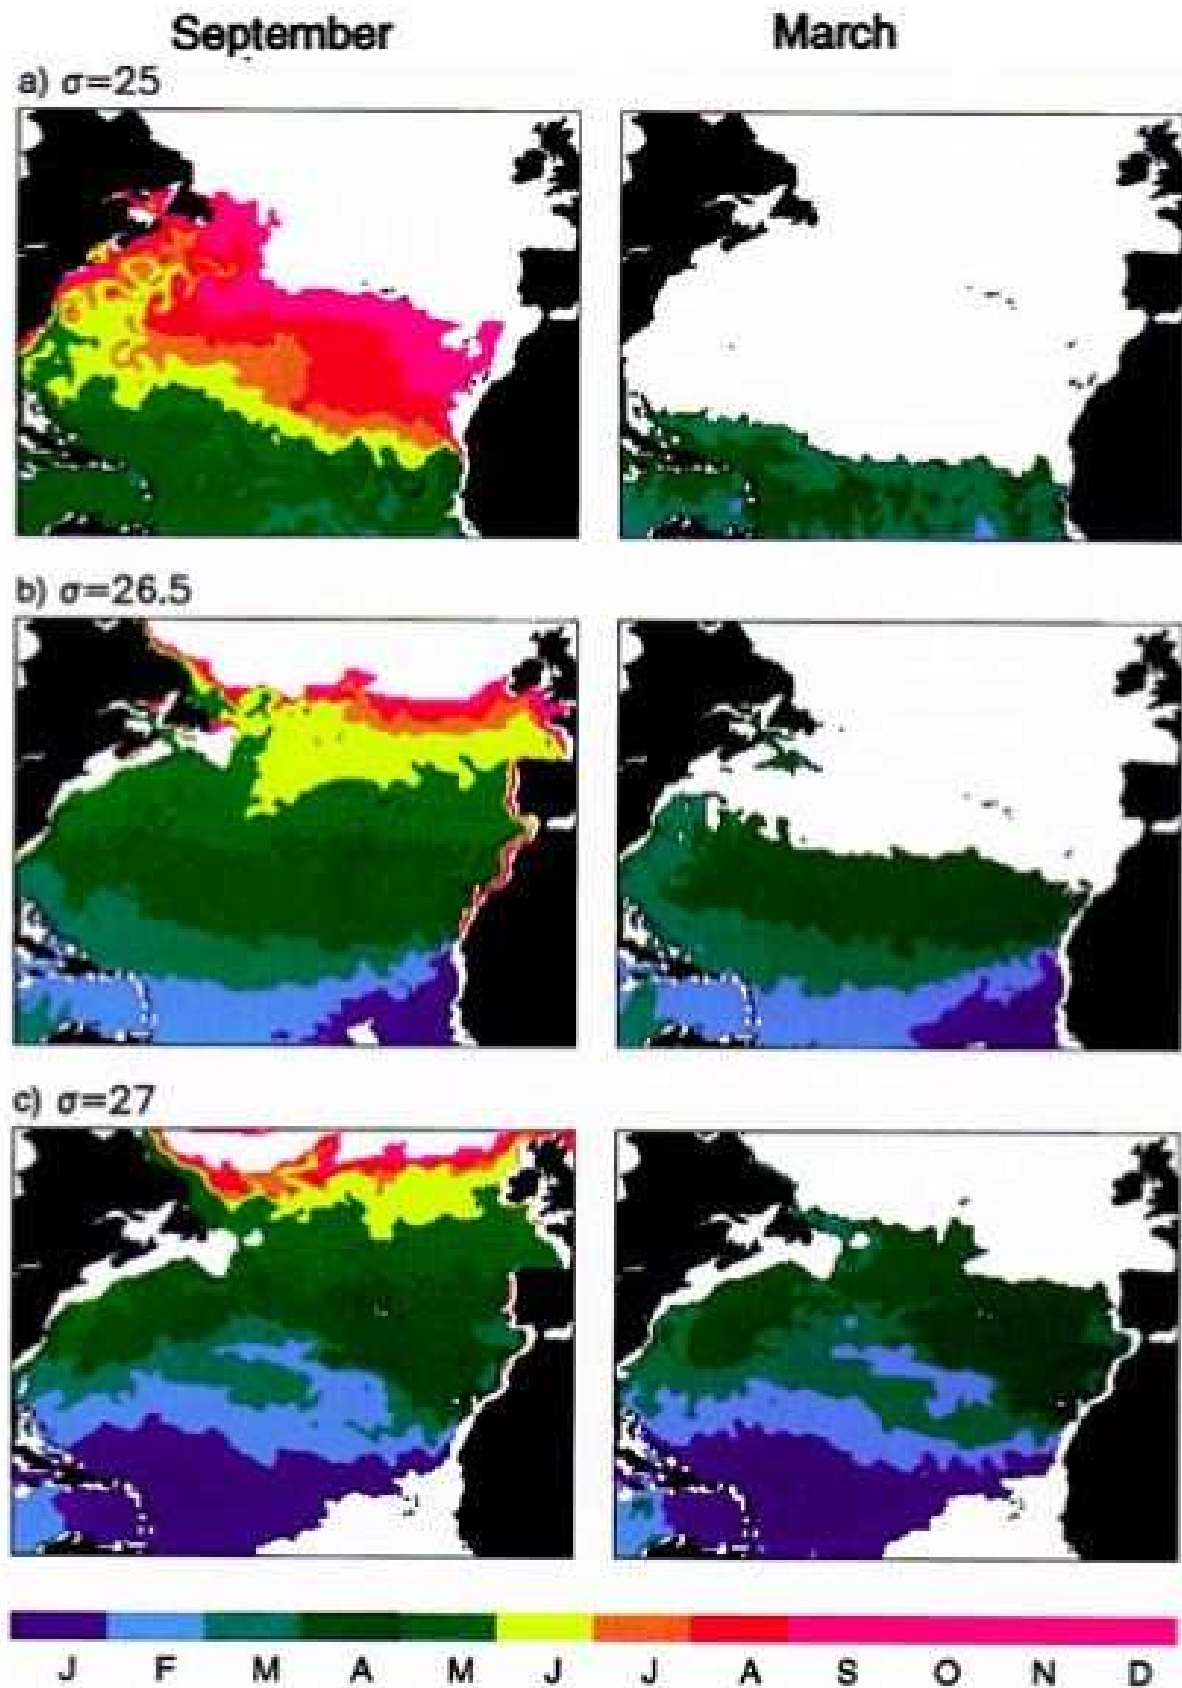 September March
a) σ=25
b) σ=26.5
c) σ=27
J F M A M J J A S O N D